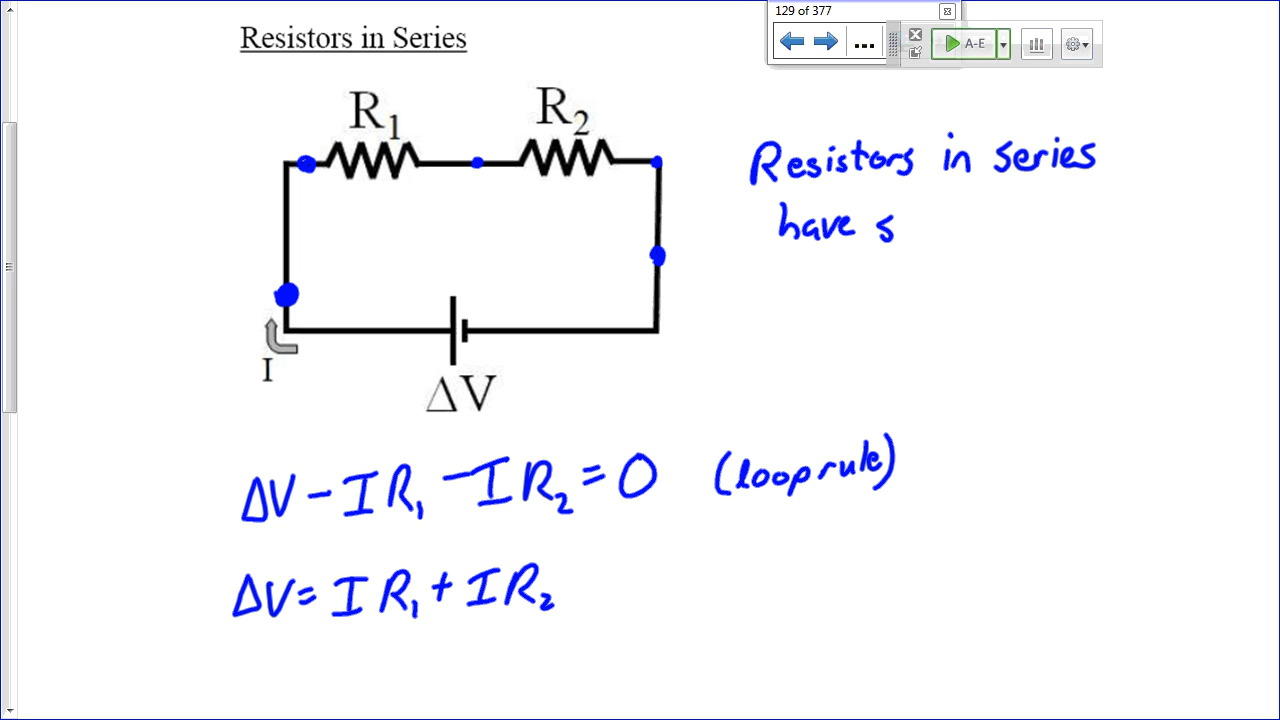 129 of 377
... A-E
Resistors in Series
R₁ R₂
Resistors in series
have s
I
ΔV
ΔV - IR₁ - IR₂ = 0 (loop rule)
ΔV = IR₁ + IR₂